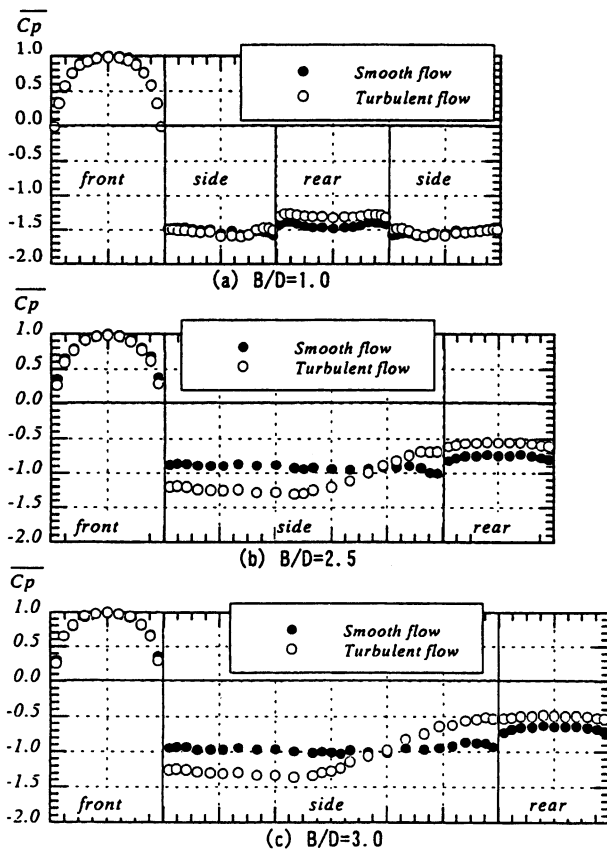 Cp
1.0
0.5
0.0
-0.5
-1.0
-1.5
-2.0
Smooth flow
Turbulent flow
front side rear side
(a) B/D=1.0
Cp
1.0
0.5
0.0
-0.5
-1.0
-1.5
-2.0
Smooth flow
Turbulent flow
front side rear
(b) B/D=2.5
Cp
1.0
0.5
0.0
-0.5
-1.0
-1.5
-2.0
Smooth flow
Turbulent flow
front side rear
(c) B/D=3.0